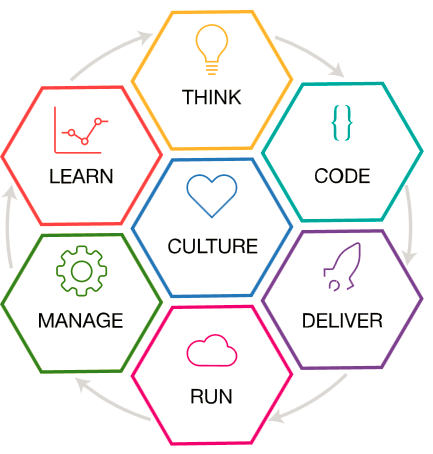 THINK
CODE
LEARN
CULTURE
MANAGE
DELIVER
RUN